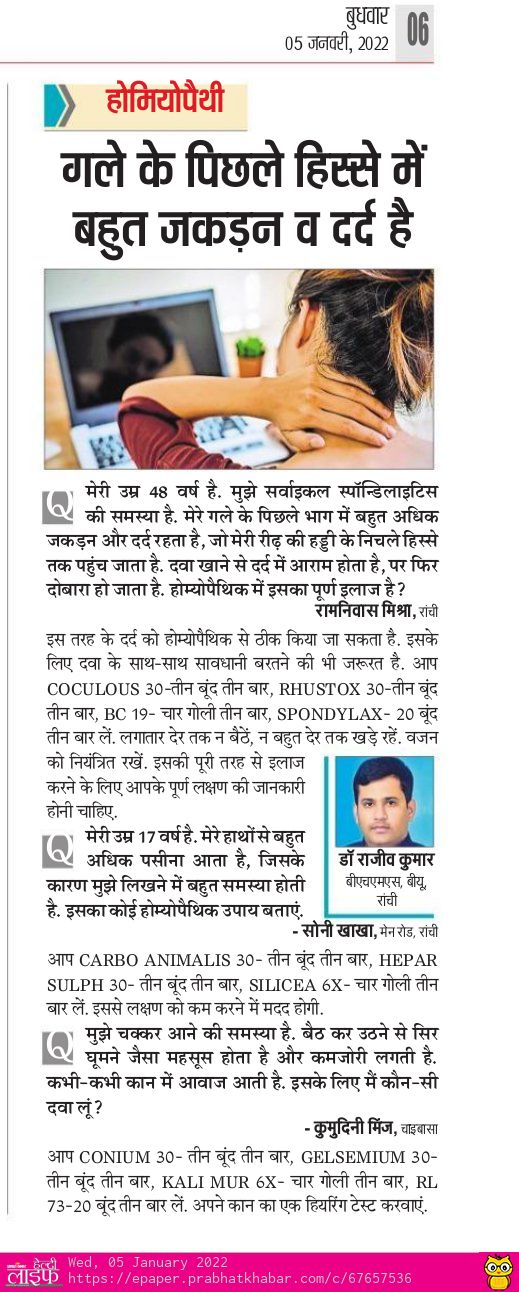 बुधवार
05 जनवरी, 2022
06
होमियोपैथी
गले के पिछले हिस्से में
बहुत जकड़न व दर्द है
Q मेरी उम्र 48 वर्ष है. मुझे सर्वाइकल स्पॉन्डिलाइटिस
की समस्या है. मेरे गले के पिछले भाग में बहुत अधिक
जकड़न और दर्द रहता है, जो मेरी रीढ़ की हड्डी के निचले हिस्से
तक पहुंच जाता है. दवा खाने से दर्द में आराम होता है, पर फिर
दोबारा हो जाता है. होम्योपैथिक में इसका पूर्ण इलाज है?
रामनिवास मिश्रा, रांची
इस तरह के दर्द को होम्योपैथिक से ठीक किया जा सकता है. इसके
लिए दवा के साथ-साथ सावधानी बरतने की भी जरूरत है. आप
COCULOUS 30-तीन बूंद तीन बार, RHUSTOX 30-तीन बूंद
तीन बार, BC 19- चार गोली तीन बार, SPONDYLAX- 20 बूंद
तीन बार लें. लगातार देर तक न बैठें, न बहुत देर तक खड़े रहें. वजन
को नियंत्रित रखें. इसकी पूरी तरह से इलाज
करने के लिए आपके पूर्ण लक्षण की जानकारी
होनी चाहिए.
डॉ राजीव कुमार
बीएचएमएस, बीयू,
रांची
Q मेरी उम्र 17 वर्ष है. मेरे हाथों से बहुत
अधिक पसीना आता है, जिसके
कारण मुझे लिखने में बहुत समस्या होती
है. इसका कोई होम्योपैथिक उपाय बताएं.
- सोनी खाखा, मेन रोड, रांची
आप CARBO ANIMALIS 30- तीन बूंद तीन बार, HEPAR
SULPH 30- तीन बूंद तीन बार, SILICEA 6X- चार गोली तीन
बार लें. इससे लक्षण को कम करने में मदद होगी.
Q मुझे चक्कर आने की समस्या है. बैठ कर उठने से सिर
घूमने जैसा महसूस होता है और कमजोरी लगती है.
कभी-कभी कान में आवाज आती है. इसके लिए मैं कौन-सी
दवा लूं?
- कुमुदिनी मिंज, चाइबासा
आप CONIUM 30- तीन बूंद तीन बार, GELSEMIUM 30-
तीन बूंद तीन बार, KALI MUR 6X- चार गोली तीन बार, RL
73-20 बूंद तीन बार लें. अपने कान का एक हियरिंग टेस्ट करवाएं.
हेल्दी
लाइफ
Wed, 05 January 2022
https://epaper.prabhatkhabar.com/c/67657536